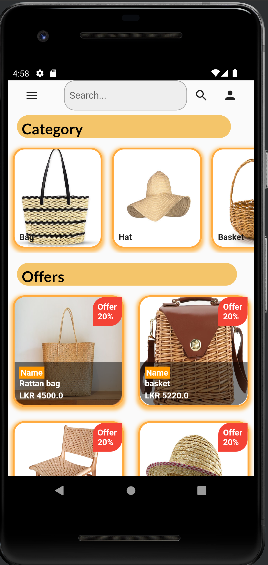 4:58
Search...
Category
Bag
Hat
Basket
Offers
Offer
20%
Offer
20%
Name
Rattan bag
LKR 4500.0
Name
basket
LKR 5220.0
Offer
20%
Offer
20%